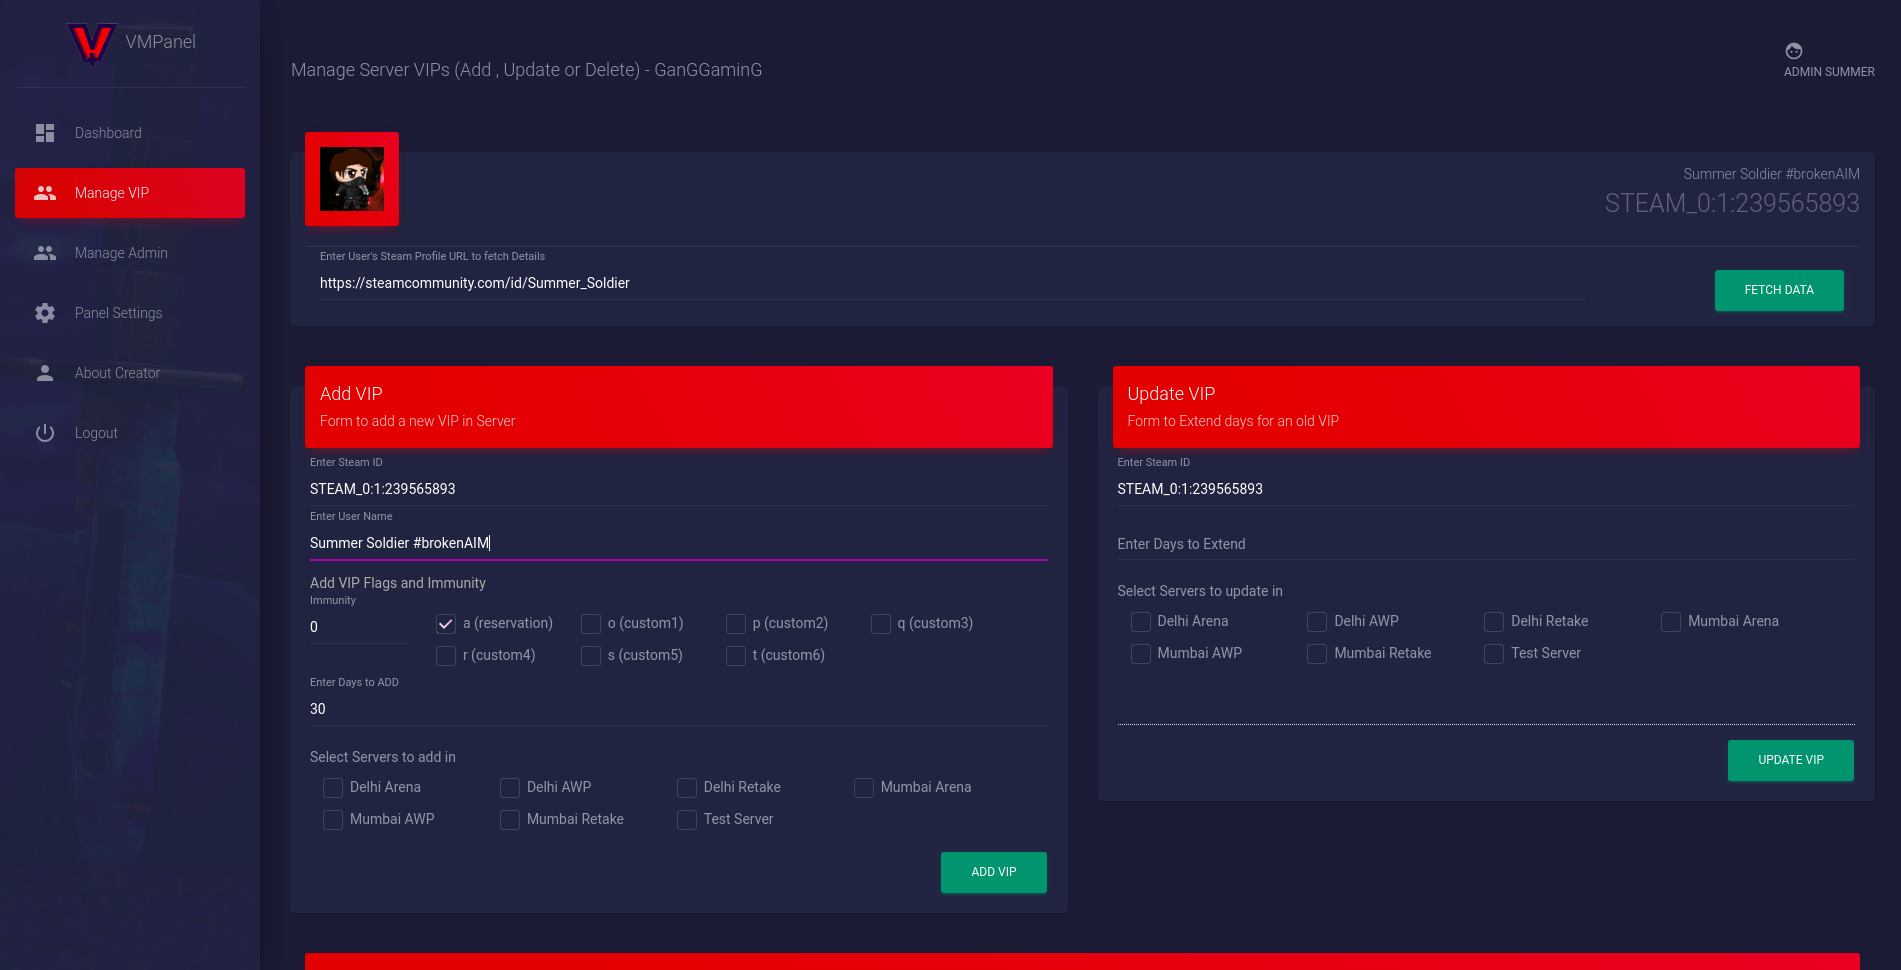 VMPanel
Dashboard
Manage VIP
Manage Admin
Panel Settings
About Creator
Logout
Manage Server VIPs (Add , Update or Delete) - GanGGaminG
ADMIN SUMMER
Summer Soldier #brokenAIM
STEAM_0:1:239565893
Enter User's Steam Profile URL to fetch Details
https://steamcommunity.com/id/Summer_Soldier
FETCH DATA
Add VIP
Form to add a new VIP in Server
Enter Steam ID
STEAM_0:1:239565893
Enter User Name
Summer Soldier #brokenAIM
Add VIP Flags and Immunity
Immunity
0
a (reservation) o (custom1) p (custom2) q (custom3)
r (custom4) s (custom5) t (custom6)
Enter Days to ADD
30
Select Servers to add in
Delhi Arena Delhi AWP Delhi Retake Mumbai Arena
Mumbai AWP Mumbai Retake Test Server
ADD VIP
Update VIP
Form to Extend days for an old VIP
Enter Steam ID
STEAM_0:1:239565893
Enter Days to Extend
Select Servers to update in
Delhi Arena Delhi AWP Delhi Retake Mumbai Arena
Mumbai AWP Mumbai Retake Test Server
UPDATE VIP